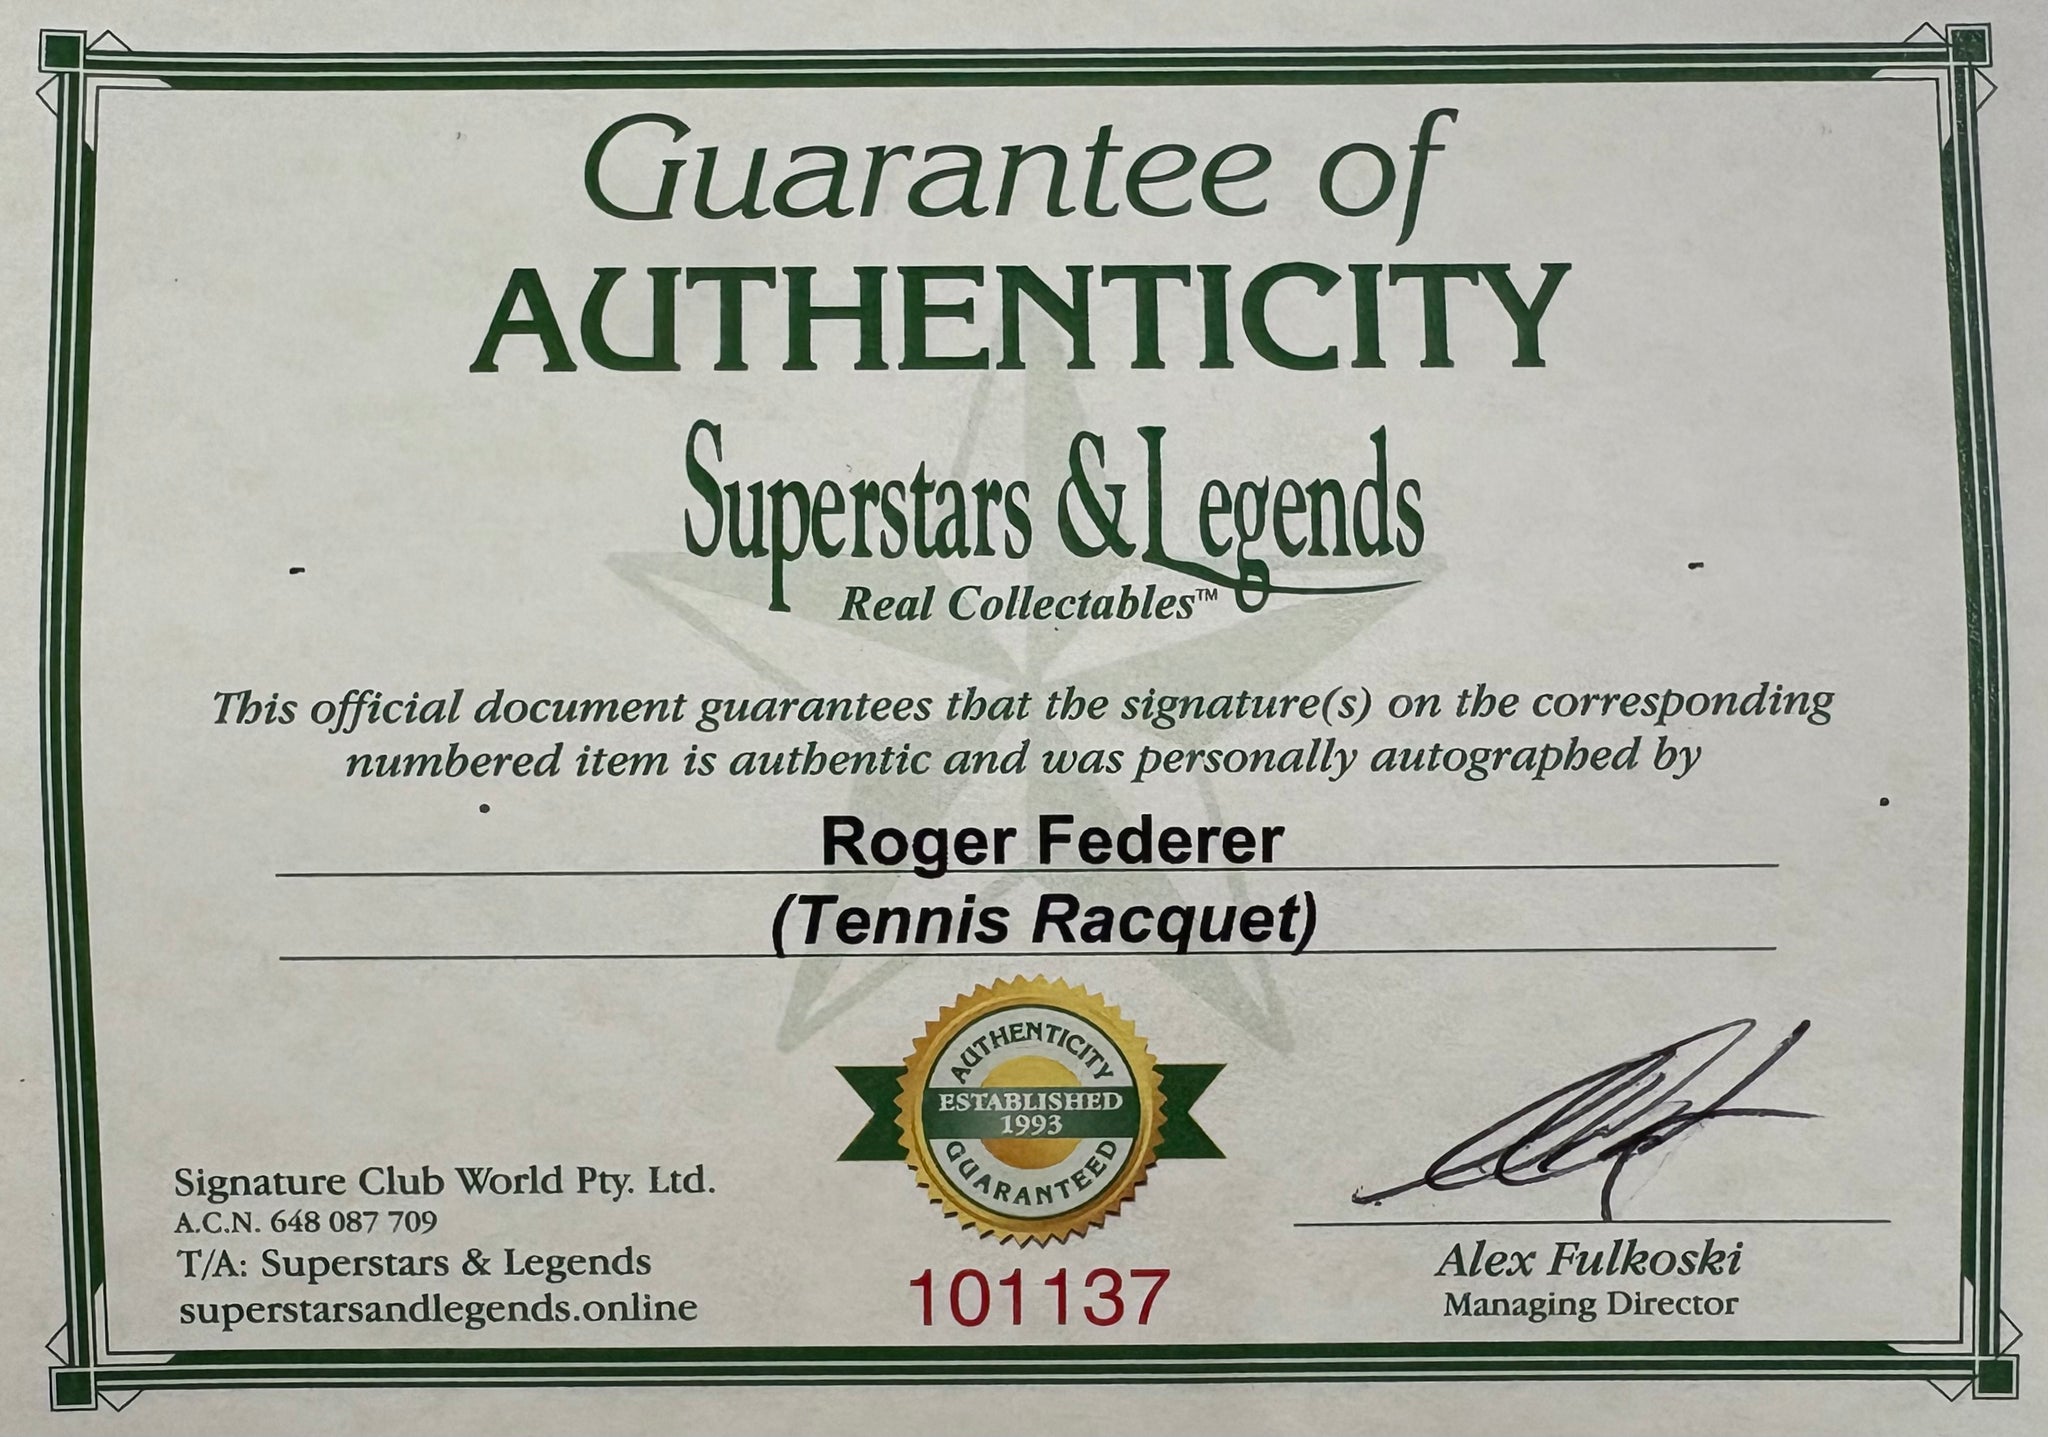 Guarantee of
AUTHENTICITY
Superstars & Legends
Real Collectables™
This official document guarantees that the signature(s) on the corresponding
numbered item is authentic and was personally autographed by
Roger Federer
(Tennis Racquet)
AUTHENTICITY
ESTABLISHED
1993
GUARANTEED
Signature Club World Pty. Ltd.
A.C.N. 648 087 709
T/A: Superstars & Legends
superstarsandlegends.online
101137
Alex Fulkoski
Managing Director